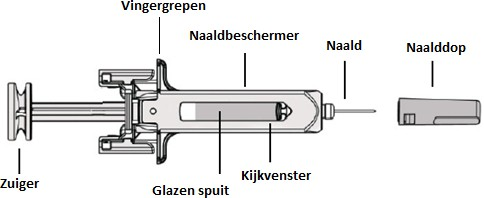 Vingergrepen
Naaldbeschermer
Naald
Naalddop
Zuiger
Glazen spuit
Kijkvenster